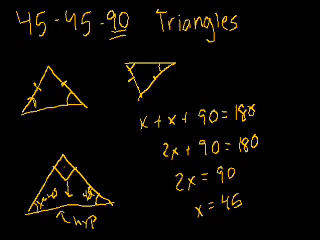 45-45-90 Triangles
x + x + 90 = 180
2x + 90 = 180
2x = 90
x = 45
hyp